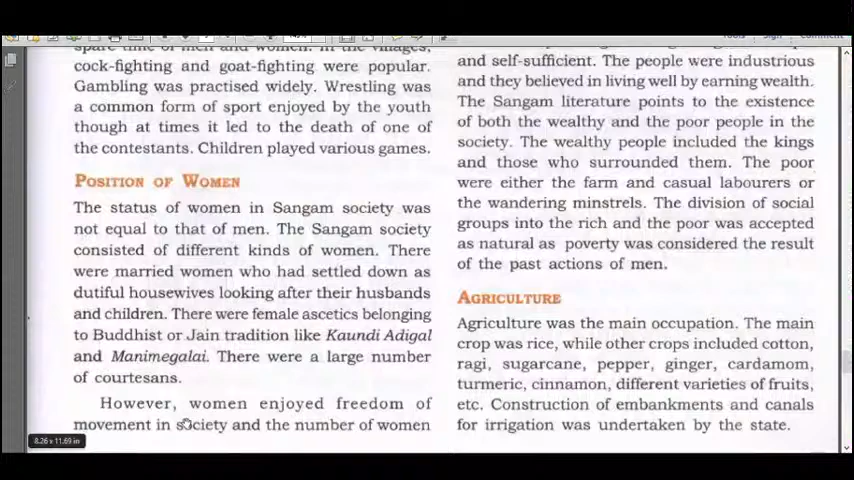 Tools Sign Comment
spare time of men and women. In the villages,
cock-fighting and goat-fighting were popular.
Gambling was practised widely. Wrestling was
a common form of sport enjoyed by the youth
though at times it led to the death of one of
the contestants. Children played various games.
POSITION OF WOMEN
The status of women in Sangam society was
not equal to that of men. The Sangam society
consisted of different kinds of women. There
were married women who had settled down as
dutiful housewives looking after their husbands
and children. There were female ascetics belonging
to Buddhist or Jain tradition like Kaundi Adigal
and Manimegalai. There were a large number
of courtesans.
However, women enjoyed freedom of
movement in society and the number of women
8.26 x 11.69 in
and self-sufficient. The people were industrious
and they believed in living well by earning wealth.
The Sangam literature points to the existence
of both the wealthy and the poor people in the
society. The wealthy people included the kings
and those who surrounded them. The poor
were either the farm and casual labourers or
the wandering minstrels. The division of social
groups into the rich and the poor was accepted
as natural as poverty was considered the result
of the past actions of men.
AGRICULTURE
Agriculture was the main occupation. The main
crop was rice, while other crops included cotton,
ragi, sugarcane, pepper, ginger, cardamom,
turmeric, cinnamon, different varieties of fruits,
etc. Construction of embankments and canals
for irrigation was undertaken by the state.